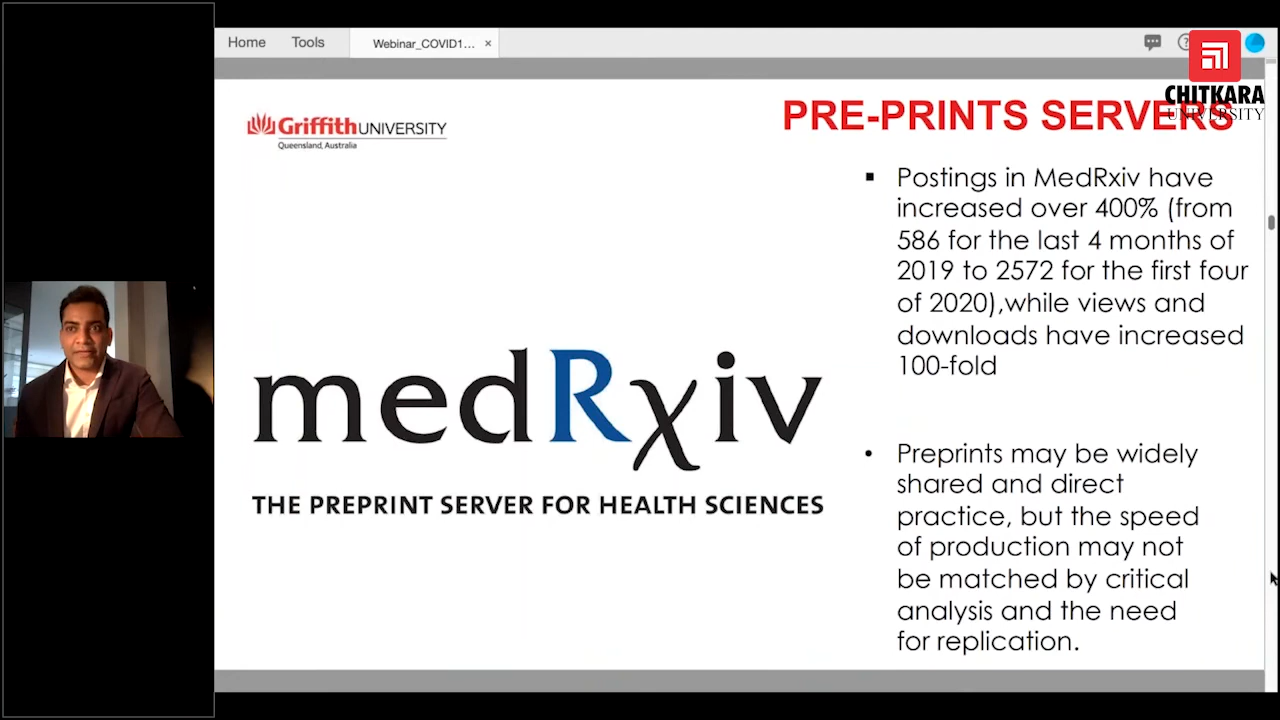 Home Tools Webinar_COVID1... ×
CHITKARA
UNIVERSITY
GriffithUNIVERSITY
Queensland, Australia
PRE-PRINTS SERVERS
▪ Postings in MedRxiv have
increased over 400% (from
586 for the last 4 months of
2019 to 2572 for the first four
of 2020),while views and
downloads have increased
100-fold
medRxiv
THE PREPRINT SERVER FOR HEALTH SCIENCES
• Preprints may be widely
shared and direct
practice, but the speed
of production may not
be matched by critical
analysis and the need
for replication.